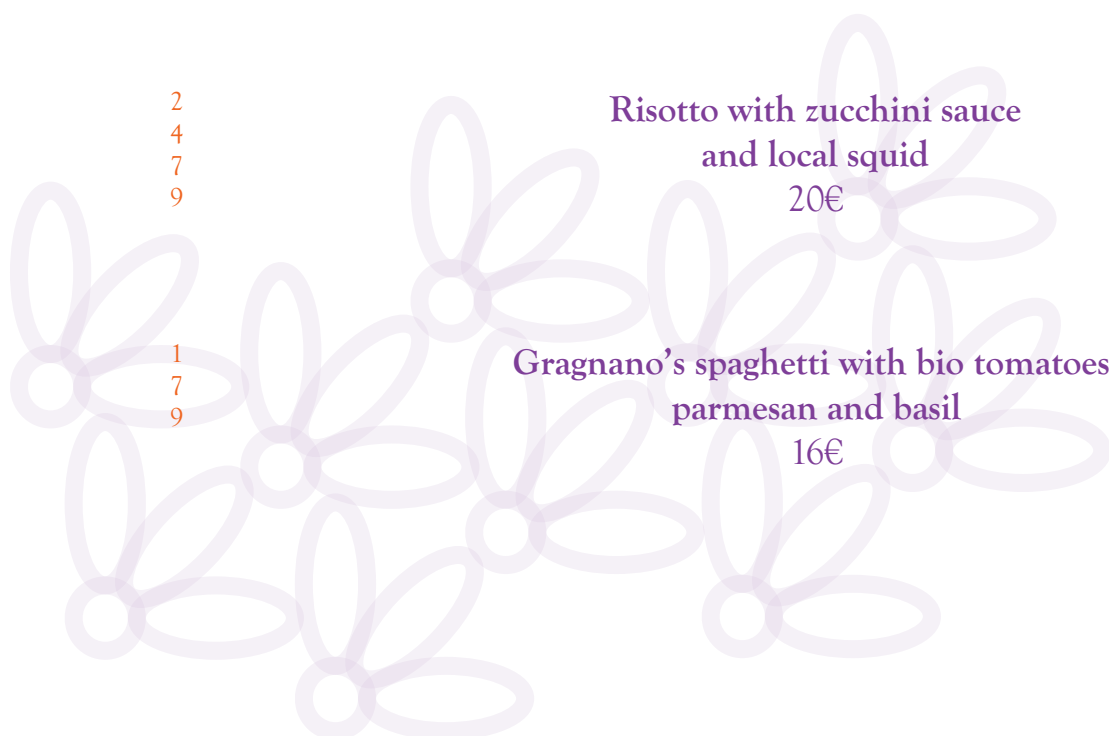 2
4
7
9
Risotto with zucchini sauce
and local squid
20€
1
7
9
Gragnano’s spaghetti with bio tomatoes
parmesan and basil
16€